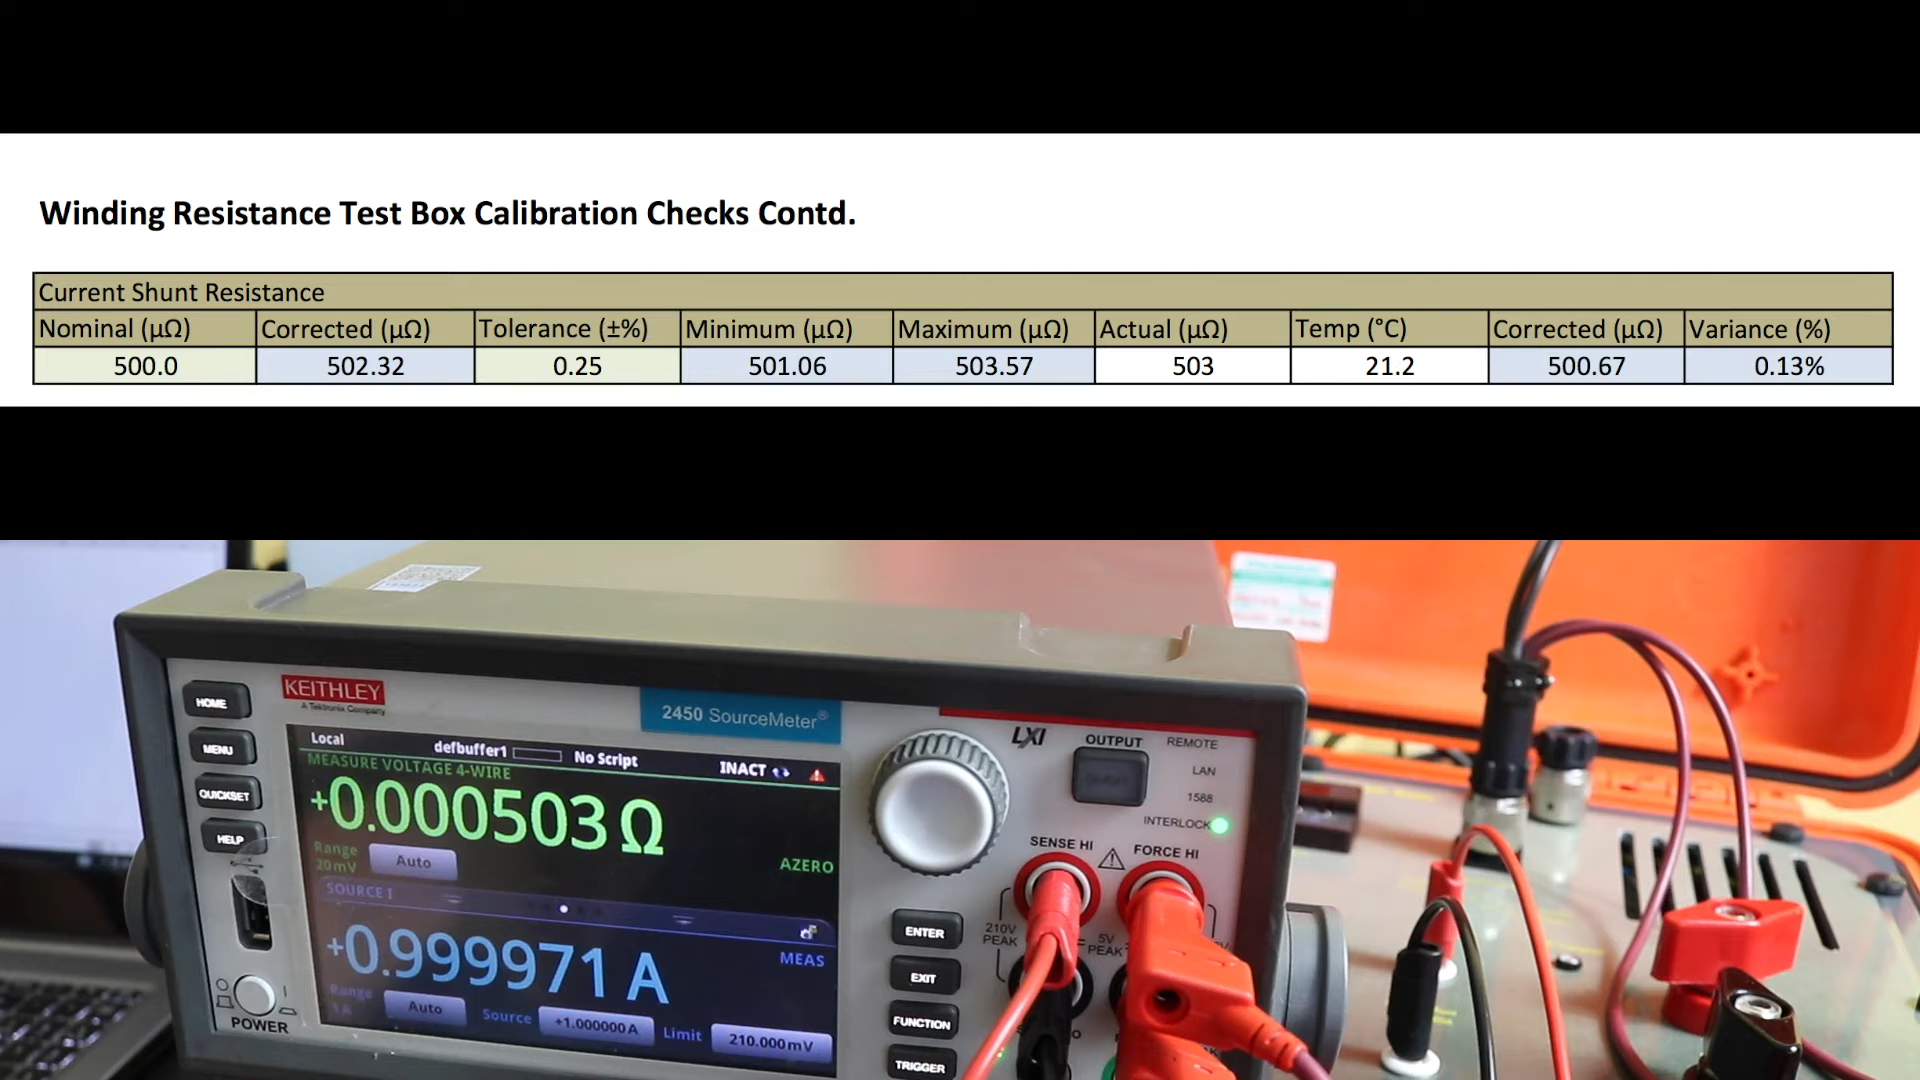 Winding Resistance Test Box Calibration Checks Contd.
Current Shunt Resistance
Nominal (µΩ) Corrected (µΩ) Tolerance (±%) Minimum (µΩ) Maximum (µΩ) Actual (µΩ) Temp (°C) Corrected (µΩ) Variance (%)
500.0 502.32 0.25 501.06 503.57 503 21.2 500.67 0.13%
KEITHLEY
A Tektronix Company
2450 SourceMeter®
LXI
OUTPUT
REMOTE
LAN
1588
INTERLOCK
HOME
MENU
QUICKSET
HELP
POWER
Local defbuffer1 No Script INACT
MEASURE VOLTAGE 4-WIRE
+0.000503 Ω
Range Auto AZERO
20mV
SOURCE I
+0.999971 A MEAS
Range Auto Source +1.000000 A Limit 210.000mV
1 A
SENSE HI FORCE HI
210V
PEAK
5V
PEAK
ENTER
EXIT
FUNCTION
TRIGGER